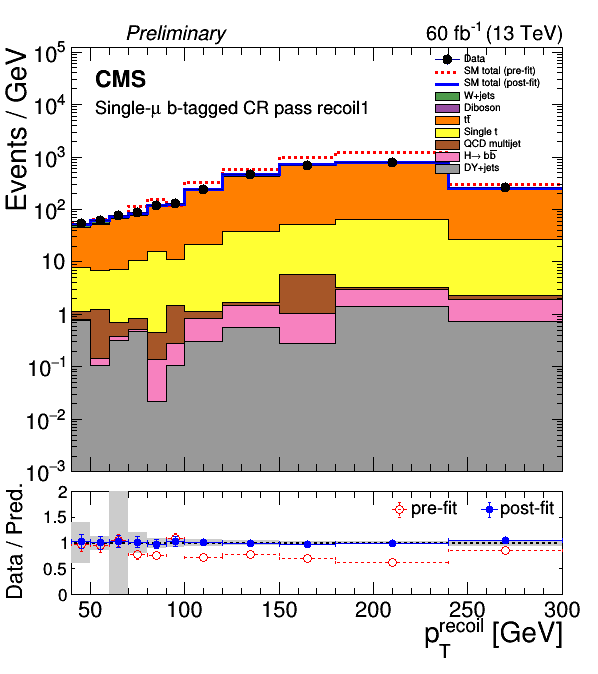 Preliminary
60 fb⁻¹ (13 TeV)
Events / GeV
10⁵
10⁴
10³
10²
10
1
10⁻¹
10⁻²
10⁻³
CMS
Single-μ b-tagged CR pass recoil1
Data
SM total (pre-fit)
SM total (post-fit)
W+jets
Diboson
tt̅
Single t
QCD multijet
H→ bb̅
DY+jets
Data / Pred.
2
1.5
1
0.5
0
pre-fit
post-fit
50
100
150
200
250
300
p_T^recoil [GeV]